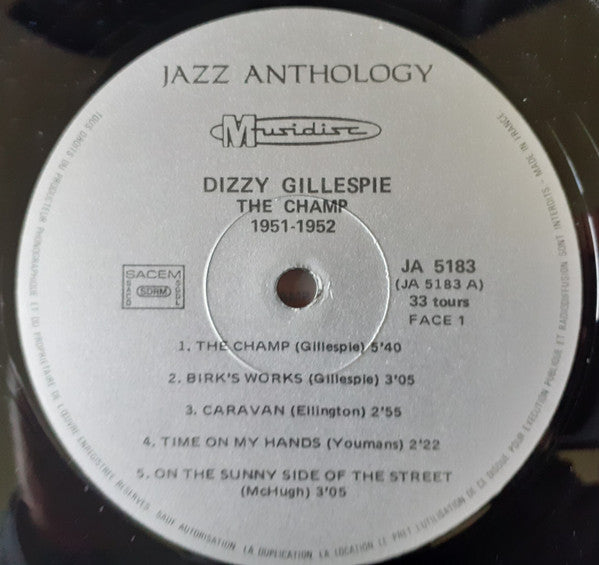 JAZZ ANTHOLOGY
Musidisc
DIZZY GILLESPIE
THE CHAMP
1951-1952
SACEM
SACD
SDRM
SGDL
JA 5183
(JA 5183 A)
33 tours
FACE 1
1. THE CHAMP (Gillespie) 5'40
2. BIRK'S WORKS (Gillespie) 3'05
3. CARAVAN (Ellington) 2'55
4. TIME ON MY HANDS (Youmans) 2'22
5. ON THE SUNNY SIDE OF THE STREET
(McHugh) 3'05
TOUS DROITS DU PRODUCTEUR PHONOGRAPHIQUE ET DU PROPRIETAIRE DE L'ŒUVRE ENREGISTREE RESERVES. SAUF AUTORISATION LA DUPLICATION LA LOCATION LE PRET L'UTILISATION DE CE DISQUE POUR EXECUTION PUBLIQUE ET RADIODIFFUSION SONT INTERDITS - MADE IN FRANCE.